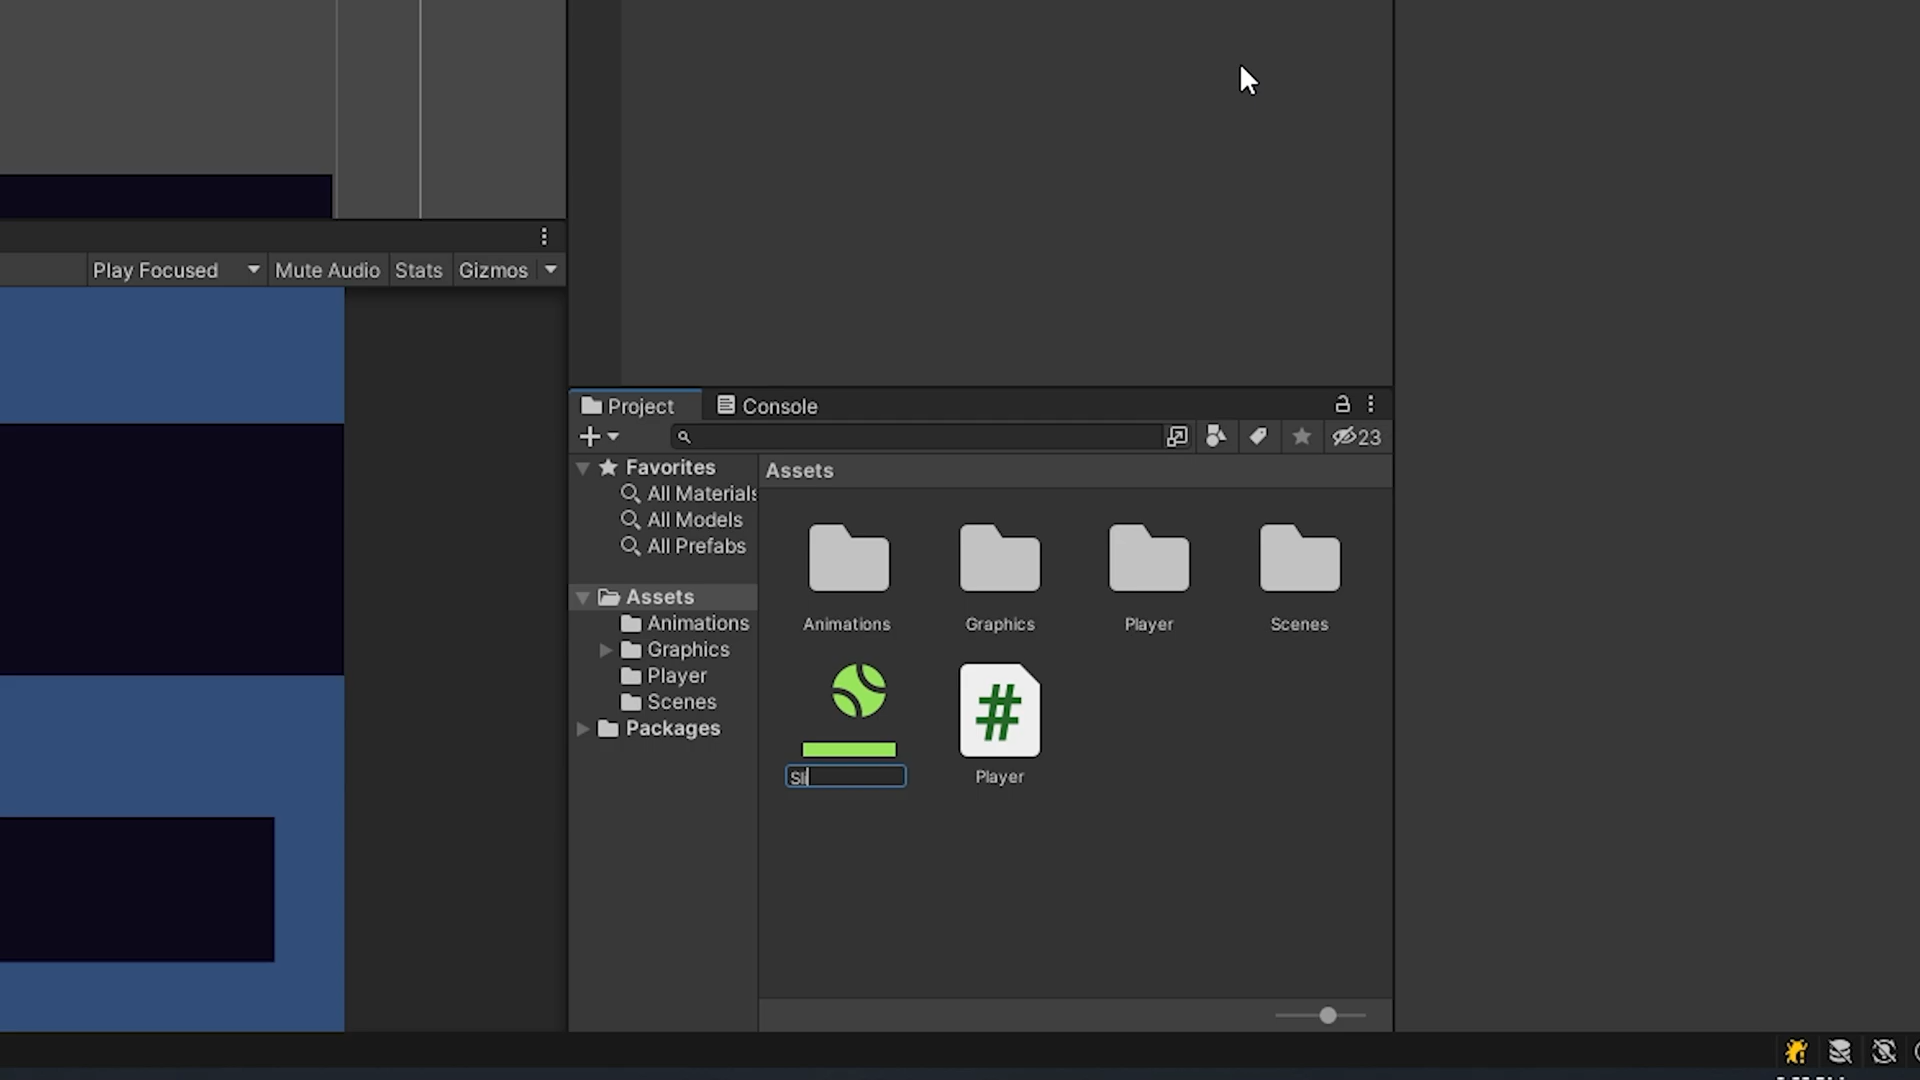 Play Focused Mute Audio Stats Gizmos
Project Console
23
Favorites
All Materials
All Models
All Prefabs
Assets
Animations
Graphics
Player
Scenes
Packages
Assets
Animations Graphics Player Scenes
Sli Player